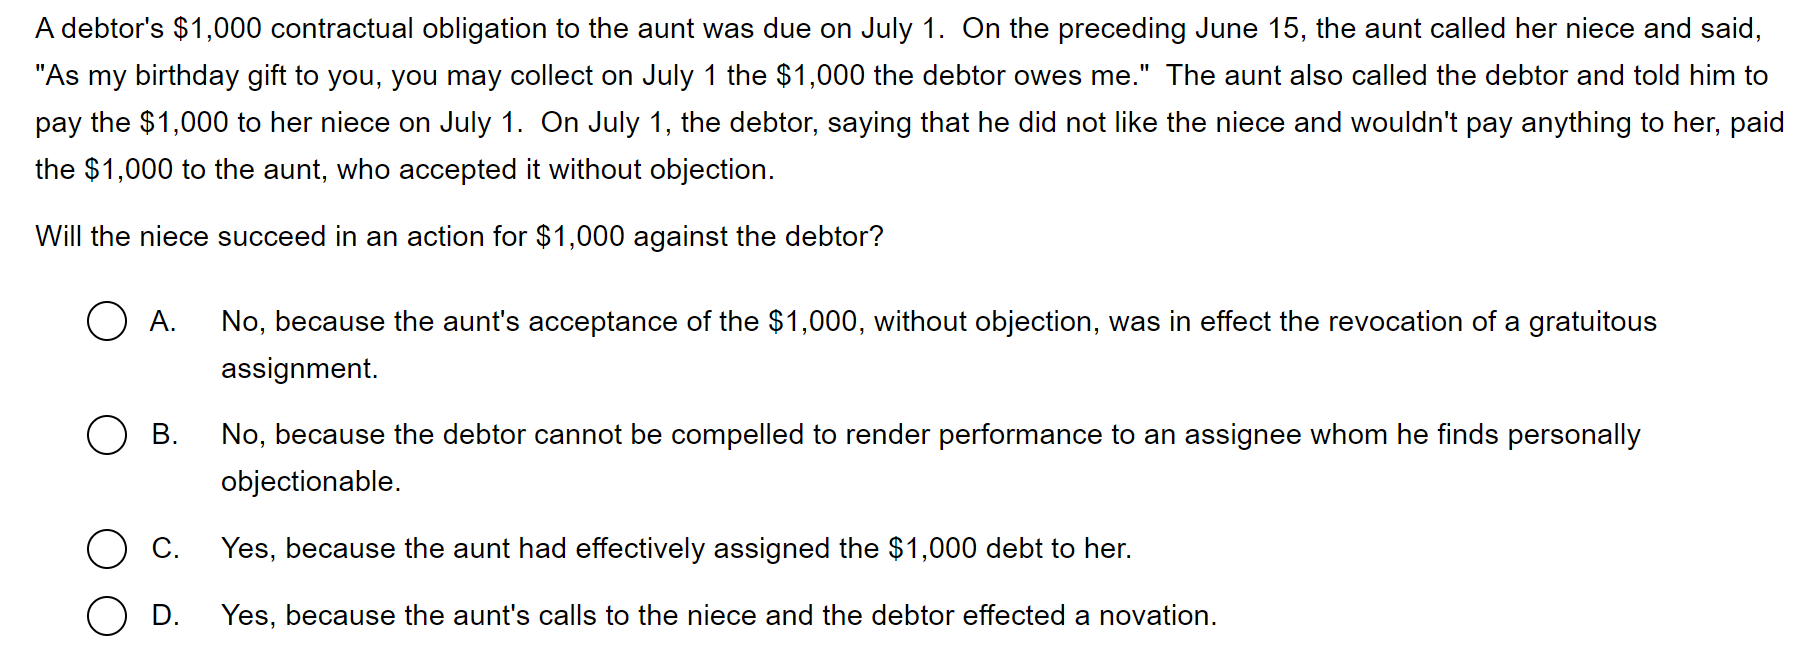 A debtor's $1,000 contractual obligation to the aunt was due on July 1.  On the preceding June 15, the aunt called her niece and said,
"As my birthday gift to you, you may collect on July 1 the $1,000 the debtor owes me."  The aunt also called the debtor and told him to
pay the $1,000 to her niece on July 1.  On July 1, the debtor, saying that he did not like the niece and wouldn't pay anything to her, paid
the $1,000 to the aunt, who accepted it without objection.
Will the niece succeed in an action for $1,000 against the debtor?
A. No, because the aunt's acceptance of the $1,000, without objection, was in effect the revocation of a gratuitous
assignment.
B. No, because the debtor cannot be compelled to render performance to an assignee whom he finds personally
objectionable.
C. Yes, because the aunt had effectively assigned the $1,000 debt to her.
D. Yes, because the aunt's calls to the niece and the debtor effected a novation.